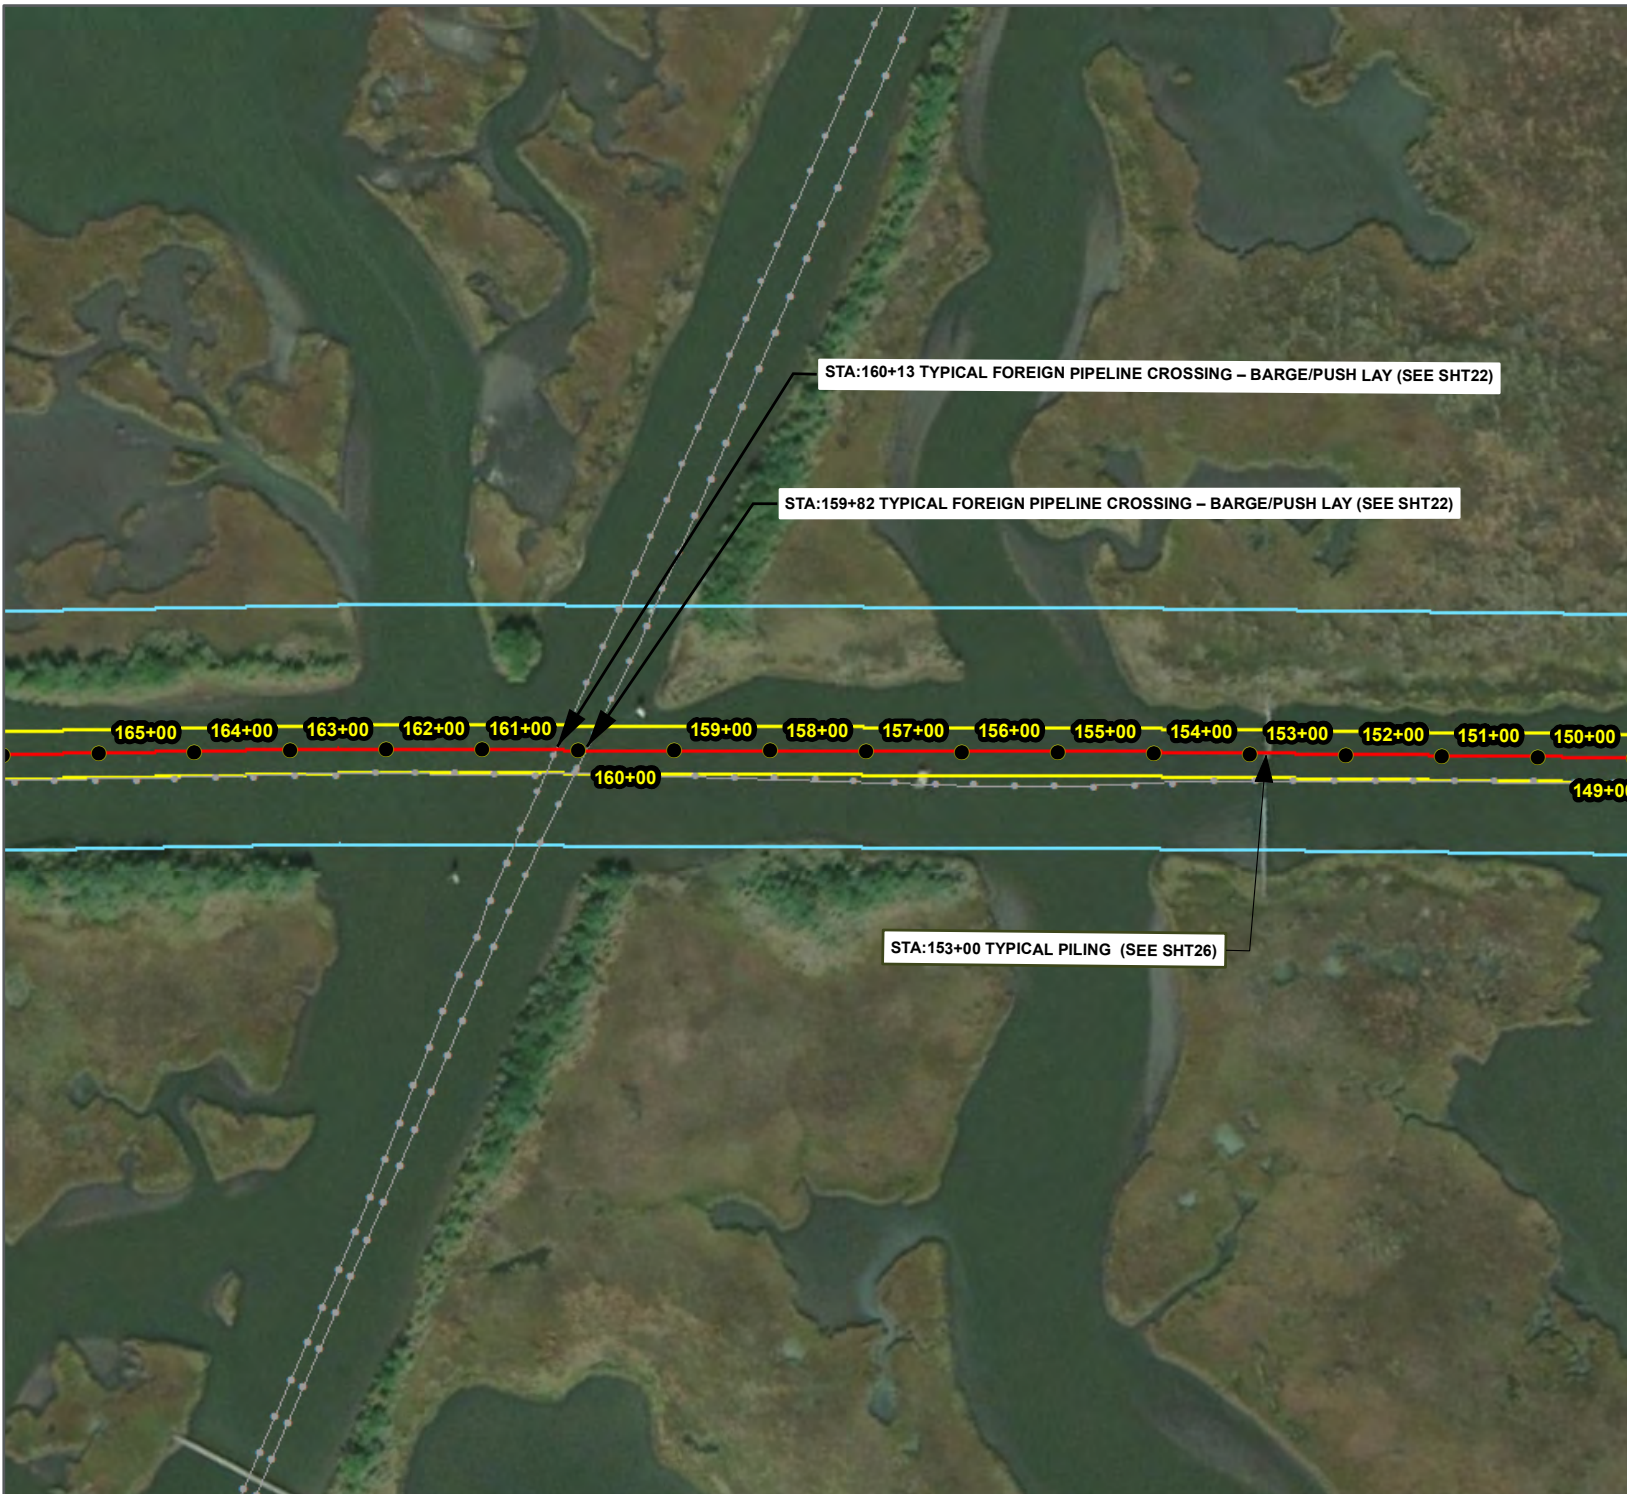 STA:160+13 TYPICAL FOREIGN PIPELINE CROSSING – BARGE/PUSH LAY (SEE SHT22)
STA:159+82 TYPICAL FOREIGN PIPELINE CROSSING – BARGE/PUSH LAY (SEE SHT22)
165+00 164+00 163+00 162+00 161+00 159+00 158+00 157+00 156+00 155+00 154+00 153+00 152+00 151+00 150+00
160+00 149+00
STA:153+00 TYPICAL PILING (SEE SHT26)